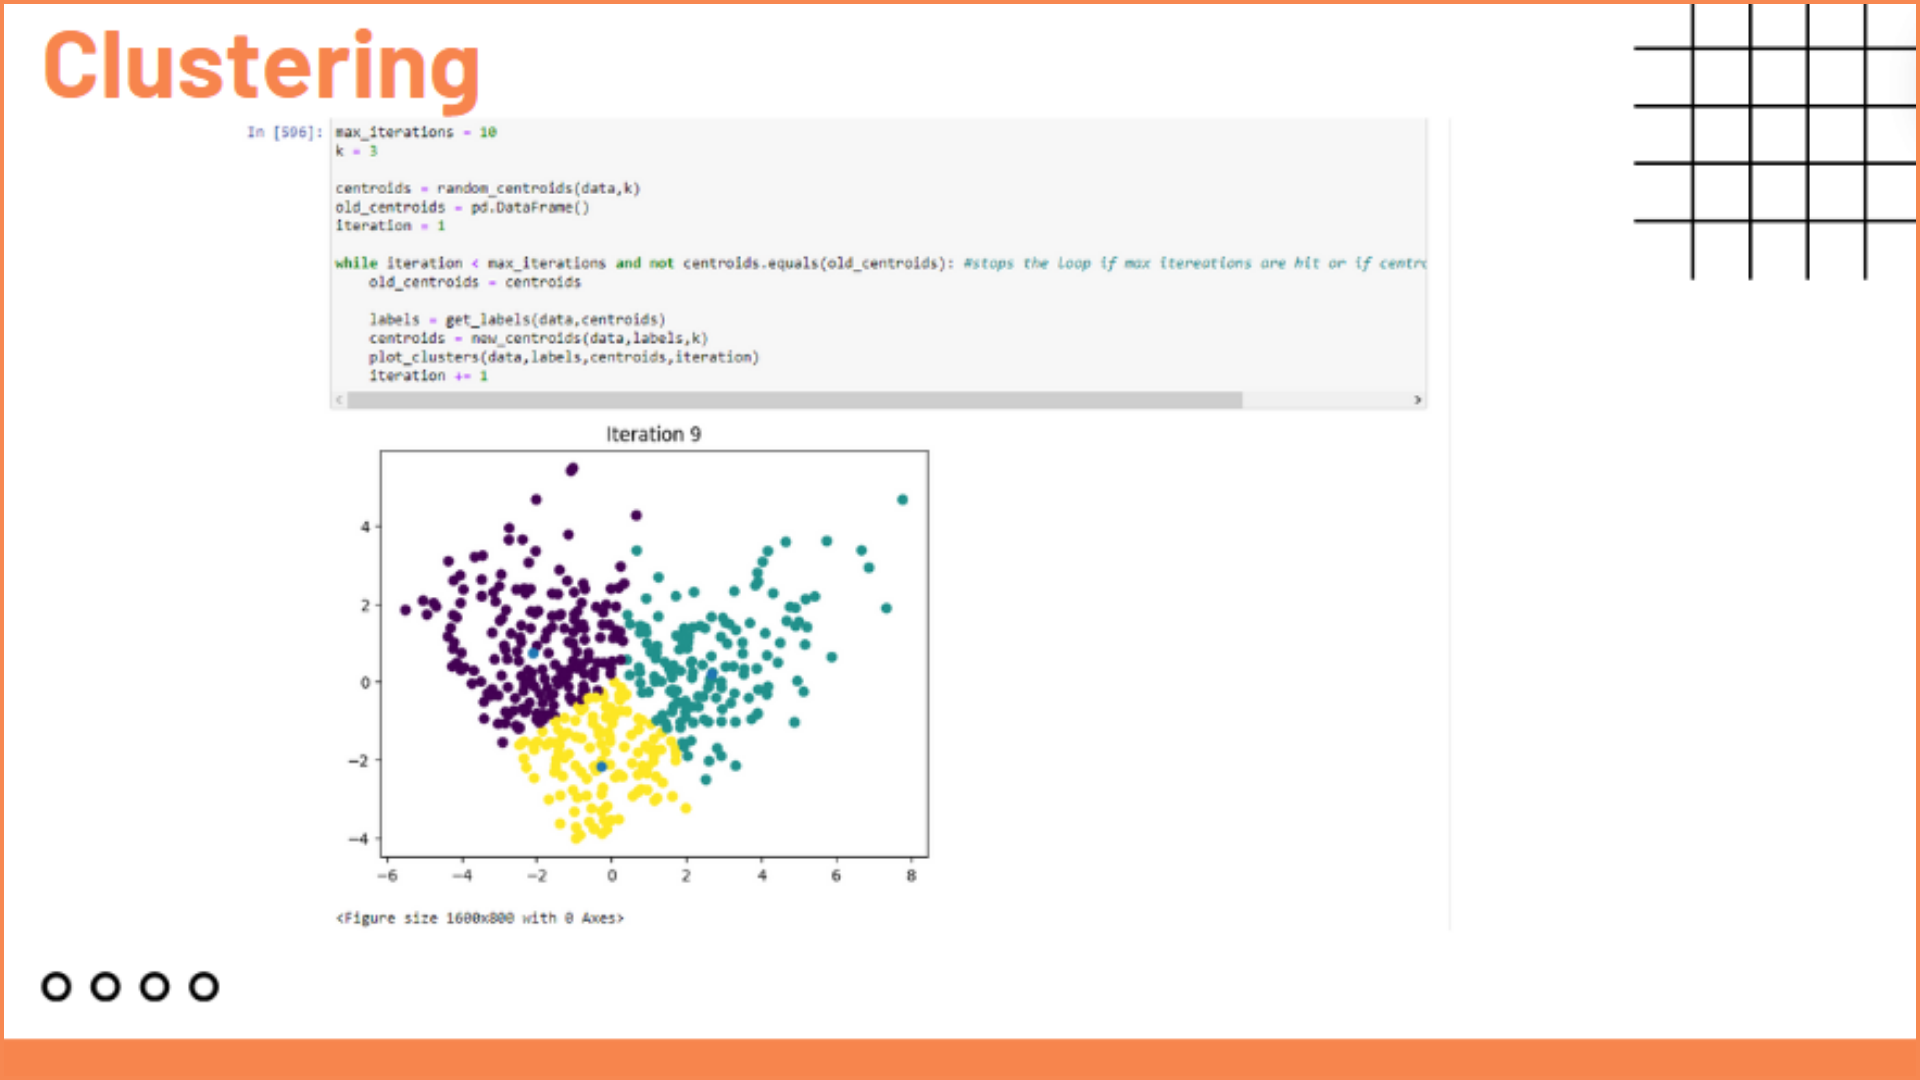 Clustering
In [596]:
max_iterations = 10
k = 3
centroids = random_centroids(data,k)
old_centroids = pd.DataFrame()
iteration = 1
while iteration < max_iterations and not centroids.equals(old_centroids): #stops the loop if max itereations are hit or if centro
old_centroids = centroids
labels = get_labels(data,centroids)
centroids = new_centroids(data,labels,k)
plot_clusters(data,labels,centroids,iteration)
iteration += 1
Iteration 9
4
2
0
−2
−4
−6 −4 −2 0 2 4 6 8
<Figure size 1600x800 with 0 Axes>